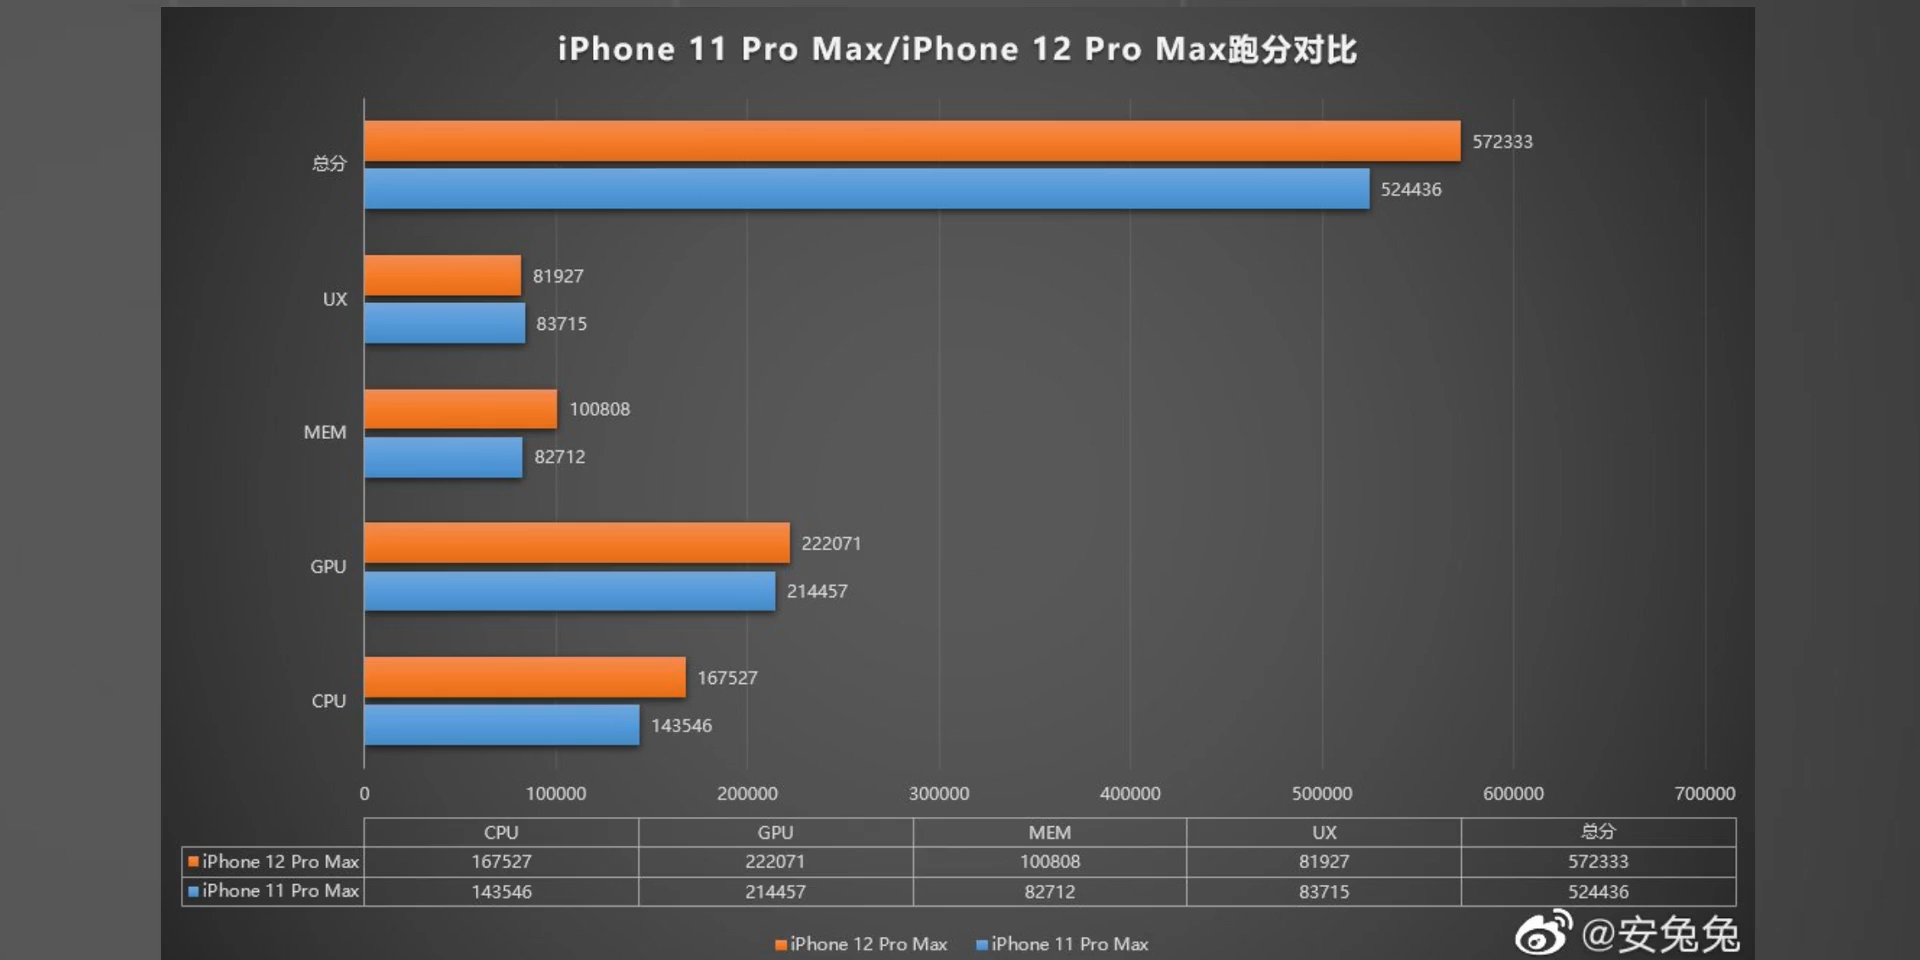 iPhone 11 Pro Max/iPhone 12 Pro Max跑分对比
总分
572333
524436
UX
81927
83715
MEM
100808
82712
GPU
222071
214457
CPU
167527
143546
0 100000 200000 300000 400000 500000 600000 700000
CPU GPU MEM UX 总分
iPhone 12 Pro Max 167527 222071 100808 81927 572333
iPhone 11 Pro Max 143546 214457 82712 83715 524436
iPhone 12 Pro Max iPhone 11 Pro Max
@安兔兔